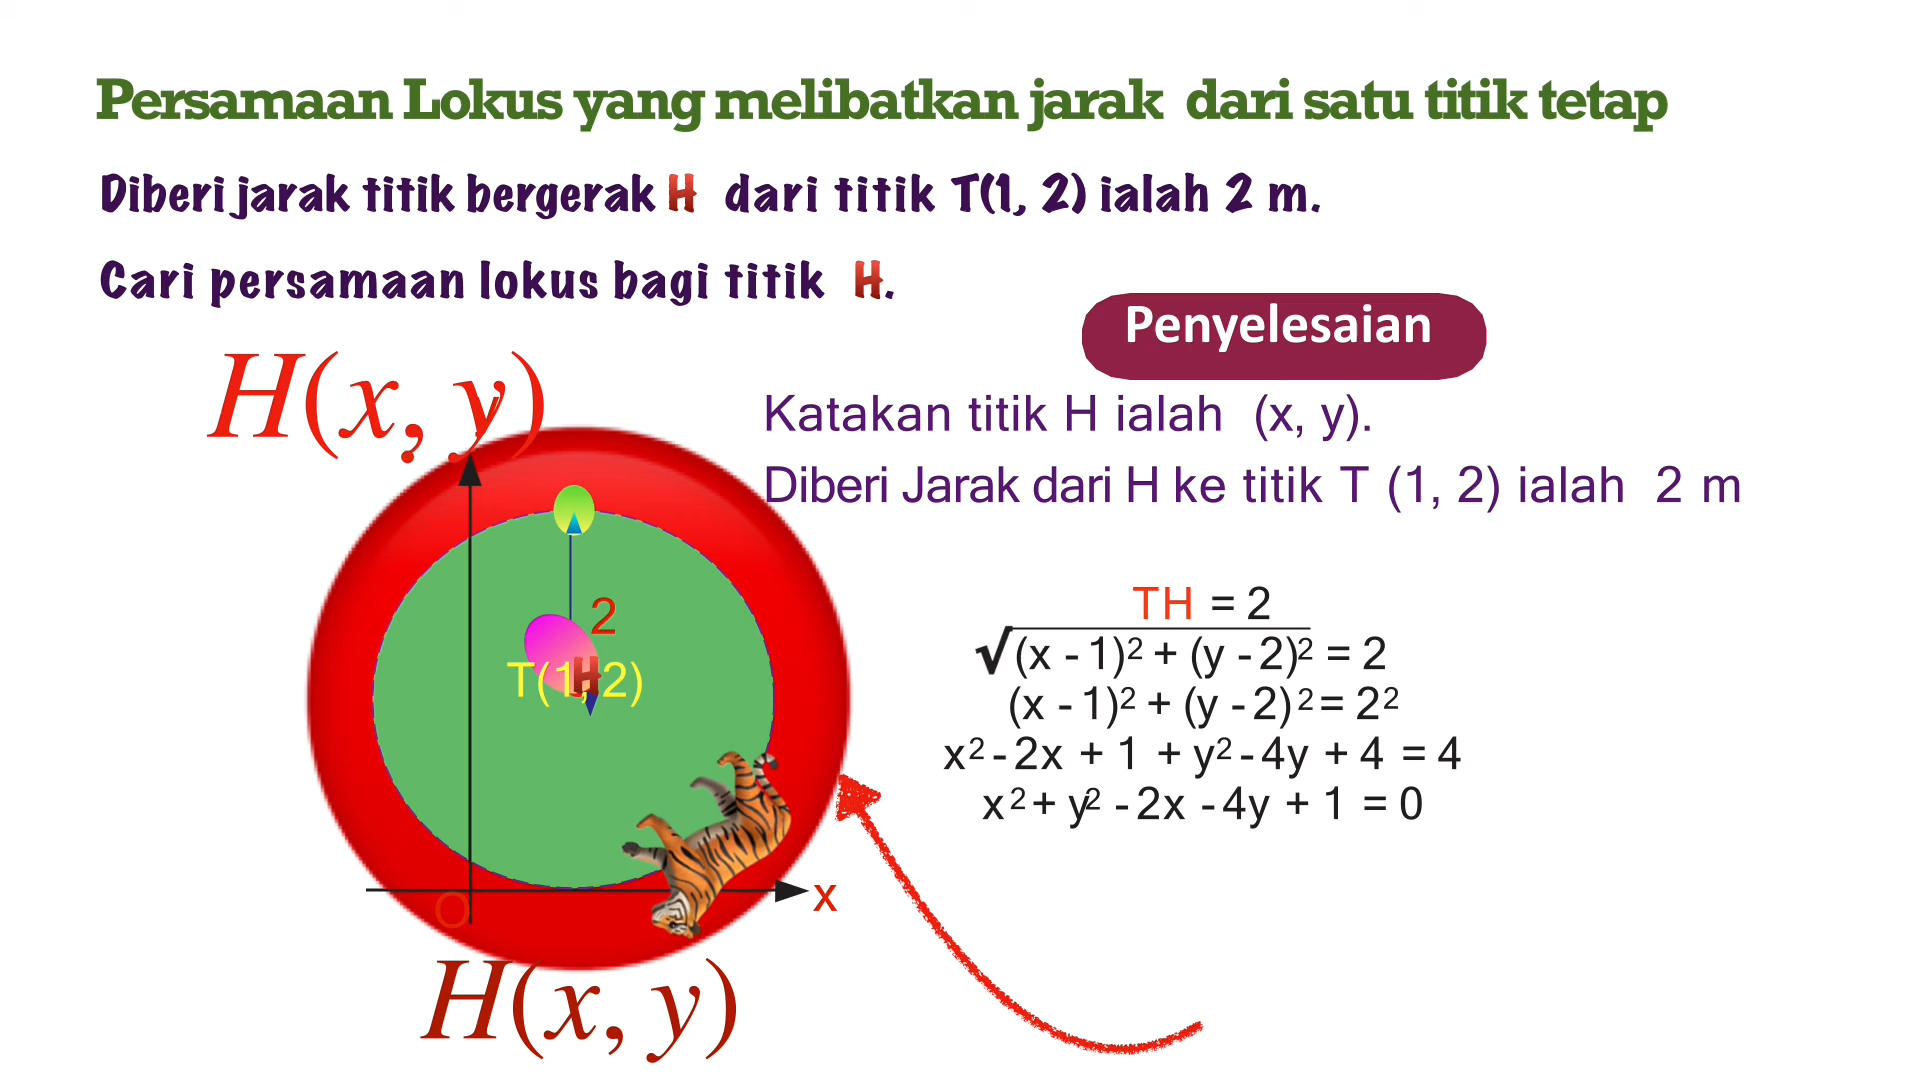 Persamaan Lokus yang melibatkan jarak dari satu titik tetap
Diberi jarak titik bergerak H dari titik T(1, 2) ialah 2 m.
Cari persamaan lokus bagi titik H.
Penyelesaian
H(x, y)
Katakan titik H ialah (x, y).
Diberi Jarak dari H ke titik T (1, 2) ialah 2 m
TH = 2
√(x - 1)² + (y - 2)² = 2
(x - 1)² + (y - 2)² = 2²
x² - 2x + 1 + y² - 4y + 4 = 4
x² + y² - 2x - 4y + 1 = 0
2
T(1, 2)
H
x
O
H(x, y)